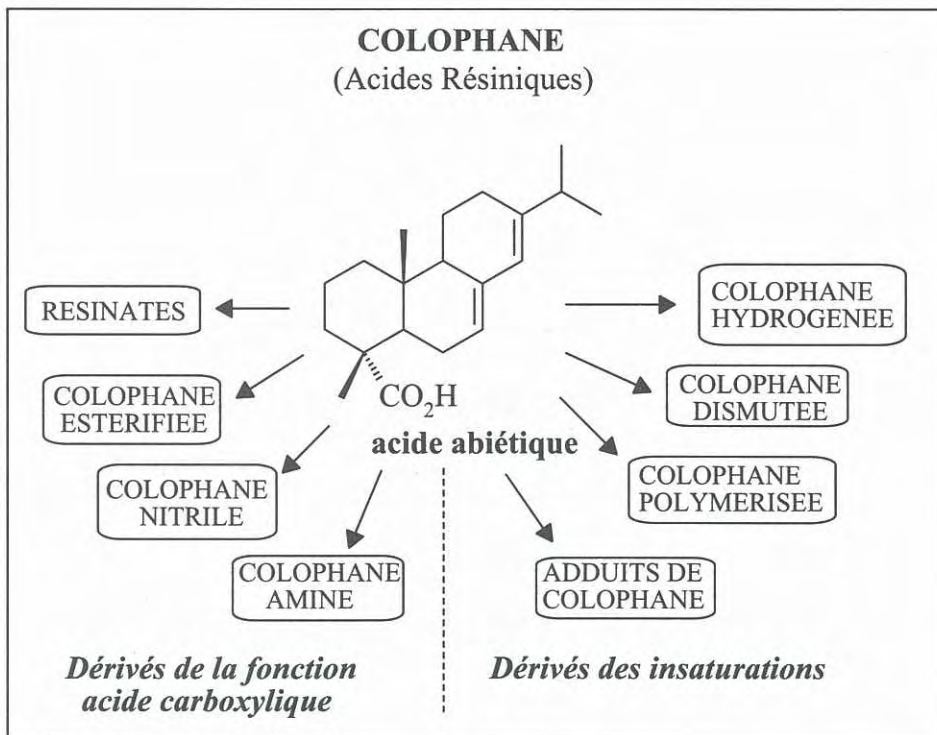 COLOPHANE
(Acides Résiniques)
RESINATES
COLOPHANE
ESTERIFIEE
COLOPHANE
NITRILE
COLOPHANE
AMINE
CO₂H
acide abiétique
COLOPHANE
HYDROGENEE
COLOPHANE
DISMUTEE
COLOPHANE
POLYMERISEE
ADDUITS DE
COLOPHANE
Dérivés de la fonction
acide carboxylique
Dérivés des insaturations